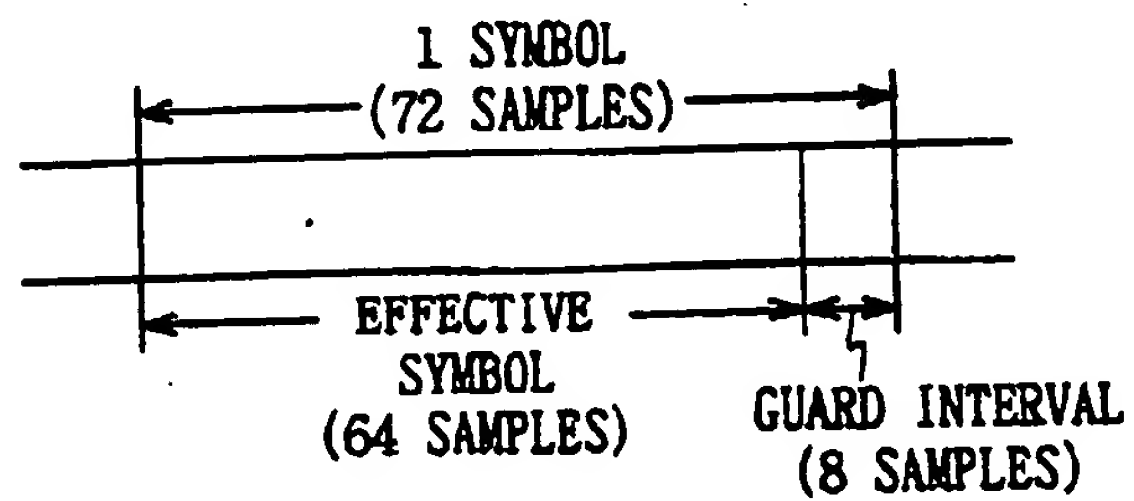 1 SYMBOL
(72 SAMPLES)
EFFECTIVE
SYMBOL
(64 SAMPLES)
GUARD INTERVAL
(8 SAMPLES)